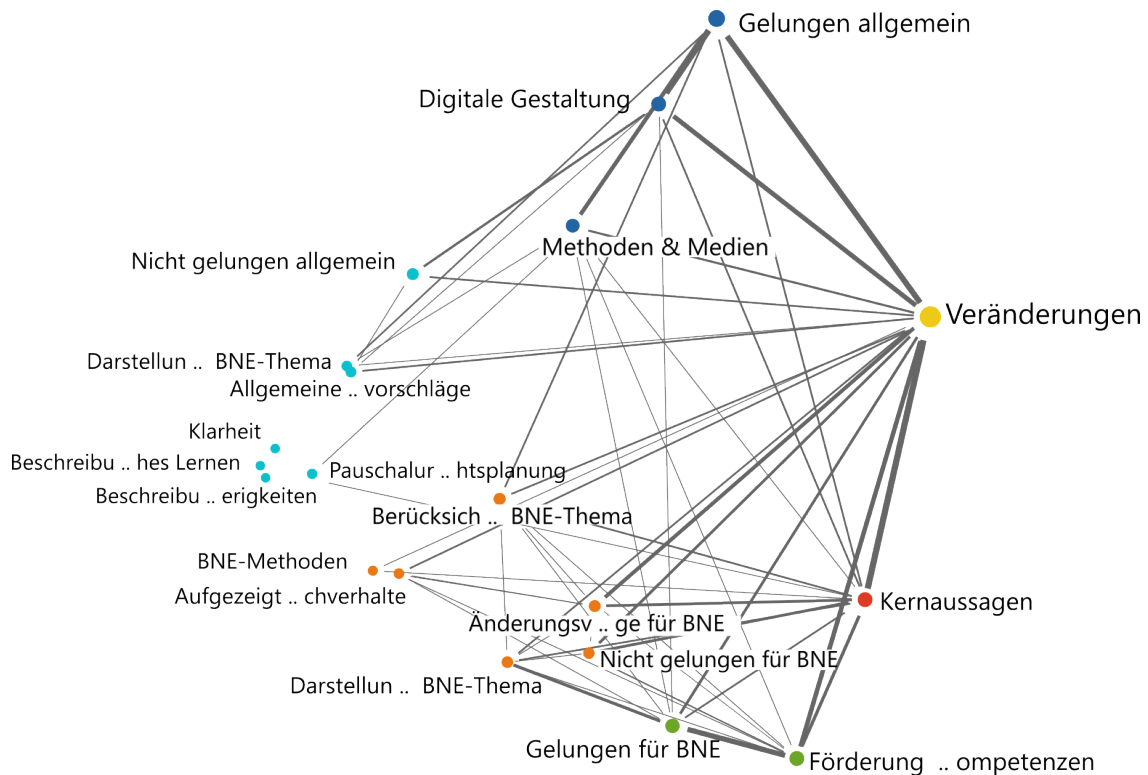 Gelungen allgemein
Digitale Gestaltung
Methoden & Medien
Nicht gelungen allgemein
Veränderungen
Darstellun .. BNE-Thema
Allgemeine .. vorschläge
Klarheit
Beschreibu .. hes Lernen
Pauschalur .. htsplanung
Beschreibu .. erigkeiten
Berücksich .. BNE-Thema
BNE-Methoden
Aufgezeigt .. chverhalte
Kernaussagen
Änderungsv .. ge für BNE
Nicht gelungen für BNE
Darstellun .. BNE-Thema
Gelungen für BNE
Förderung .. ompetenzen